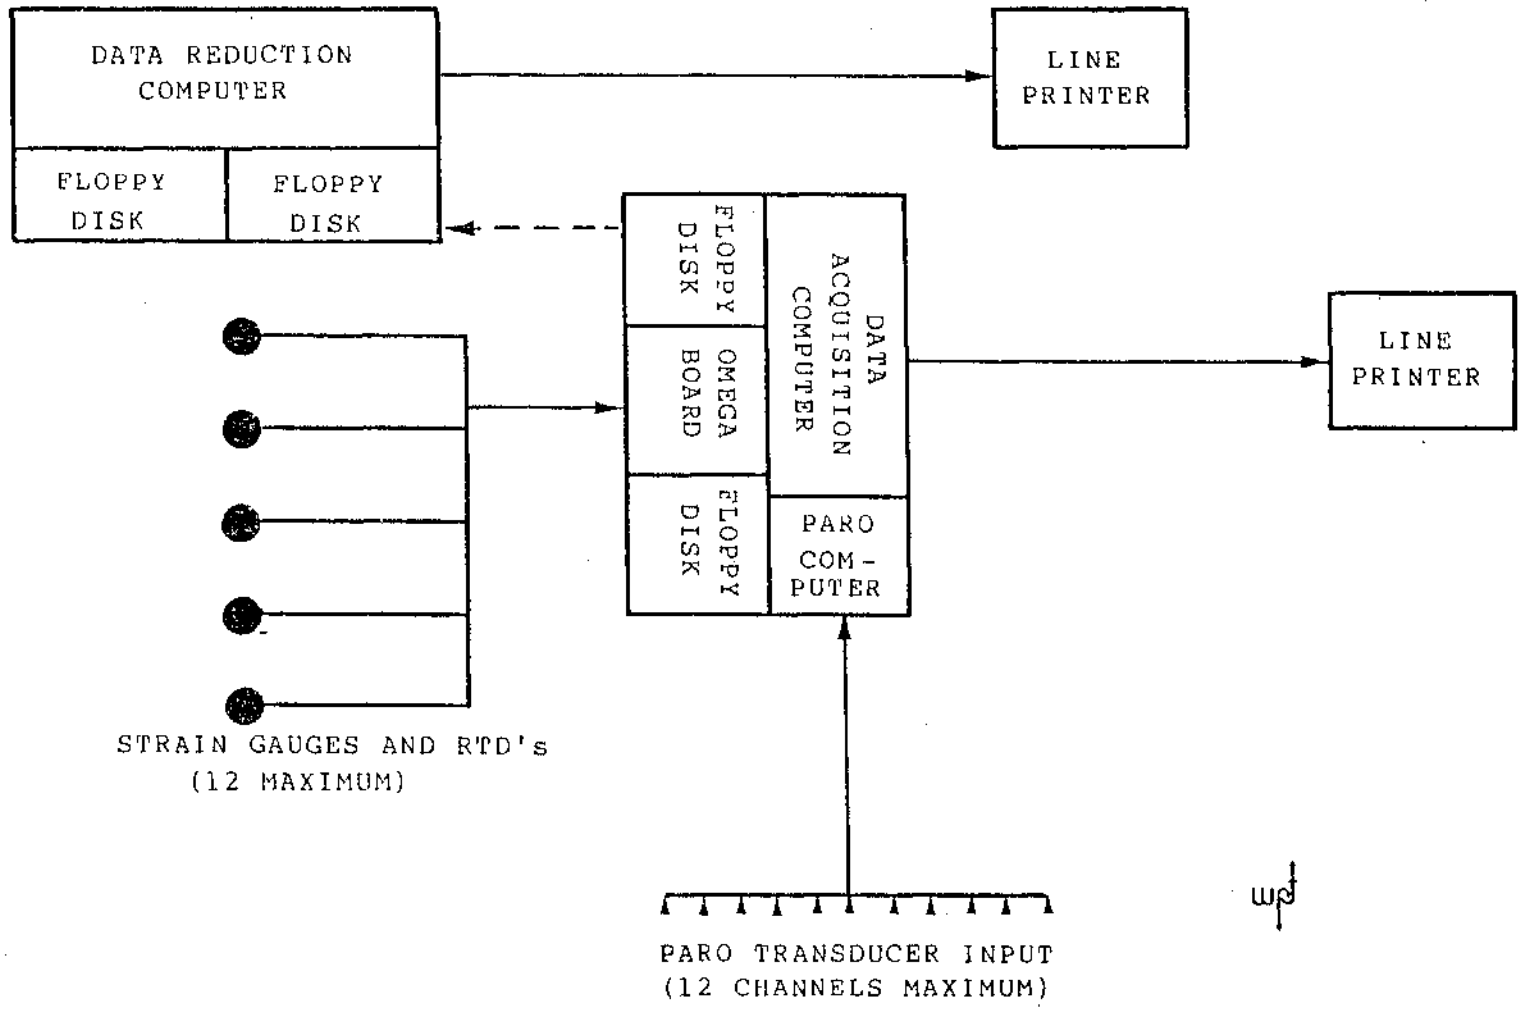 DATA REDUCTION
COMPUTER
LINE
PRINTER
FLOPPY
DISK
FLOPPY
DISK
FLOPPY
DISK
DATA
ACQUISITION
COMPUTER
OMEGA
BOARD
LINE
PRINTER
FLOPPY
DISK
PARO
COM-
PUTER
STRAIN GAUGES AND RTD's
(12 MAXIMUM)
PARO TRANSDUCER INPUT
(12 CHANNELS MAXIMUM)